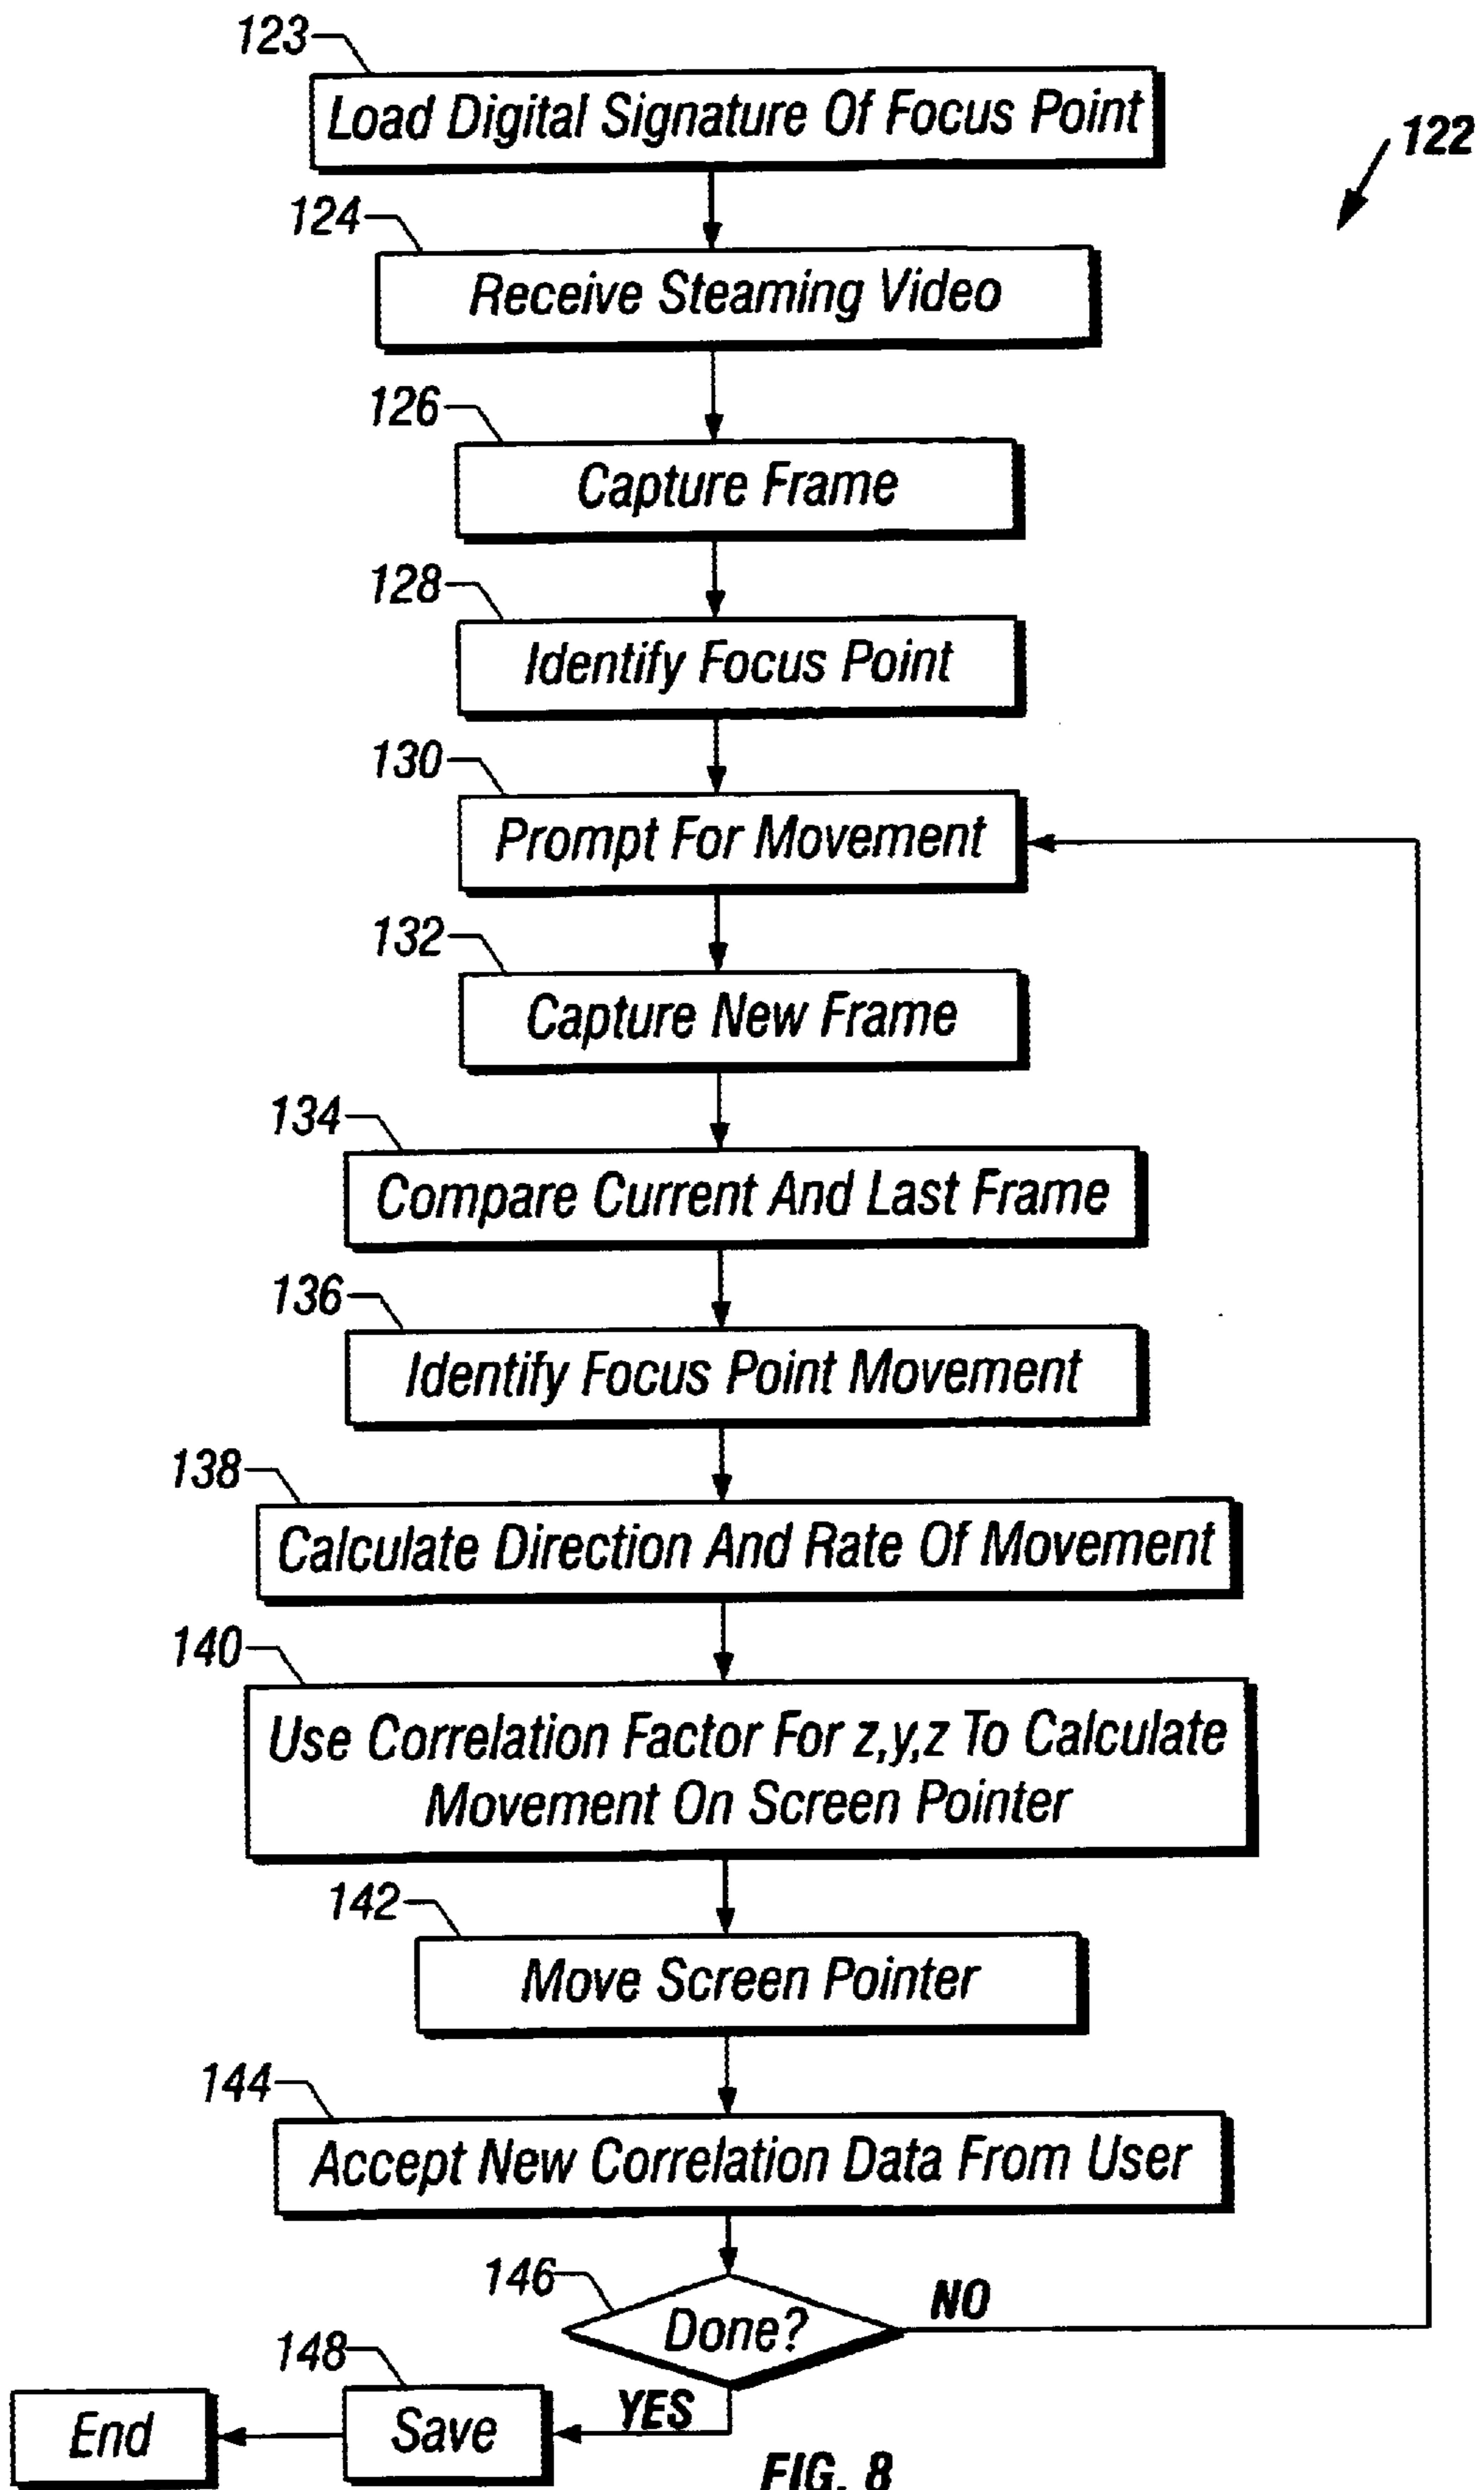 123
Load Digital Signature Of Focus Point
122
124
Receive Steaming Video
126
Capture Frame
128
Identify Focus Point
130
Prompt For Movement
132
Capture New Frame
134
Compare Current And Last Frame
136
Identify Focus Point Movement
138
Calculate Direction And Rate Of Movement
140
Use Correlation Factor For z,y,z To Calculate
Movement On Screen Pointer
142
Move Screen Pointer
144
Accept New Correlation Data From User
146
Done?
NO
148
End
Save
YES
FIG. 8